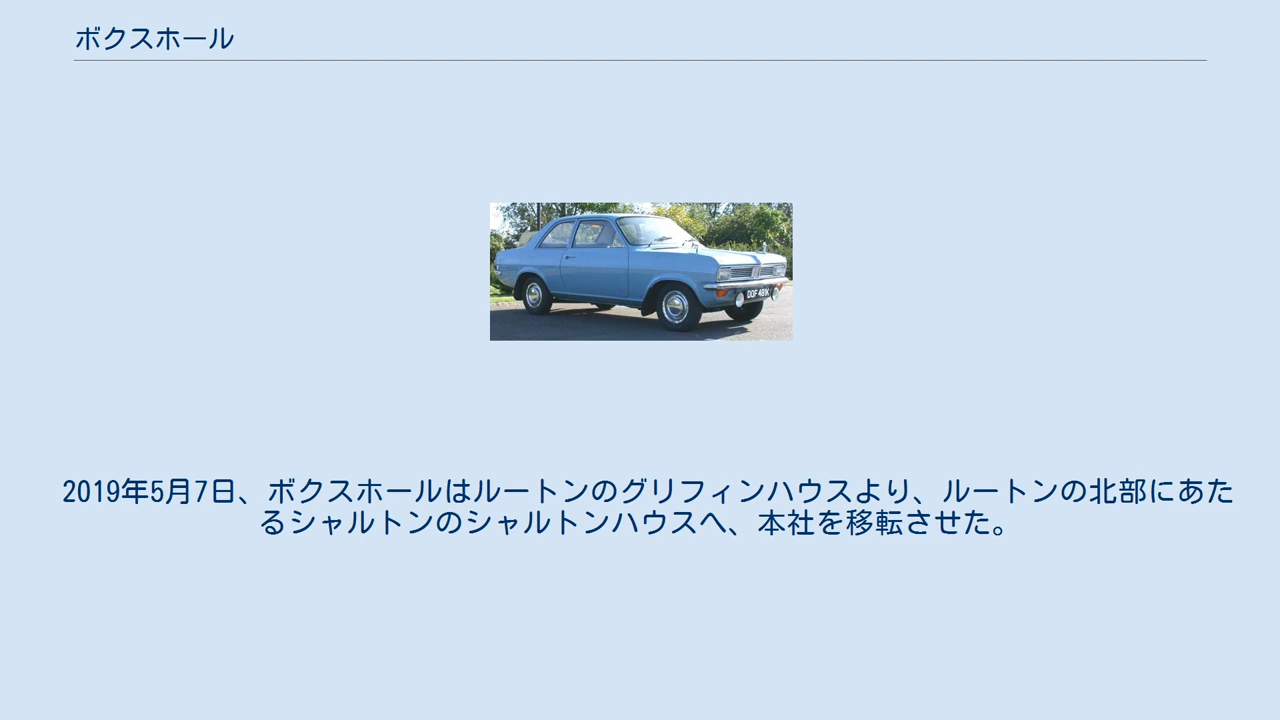 ボクスホール
OOF 481K
2019年5月7日、ボクスホールはルートンのグリフィンハウスより、ルートンの北部にあた
るシャルトンのシャルトンハウスへ、本社を移転させた。